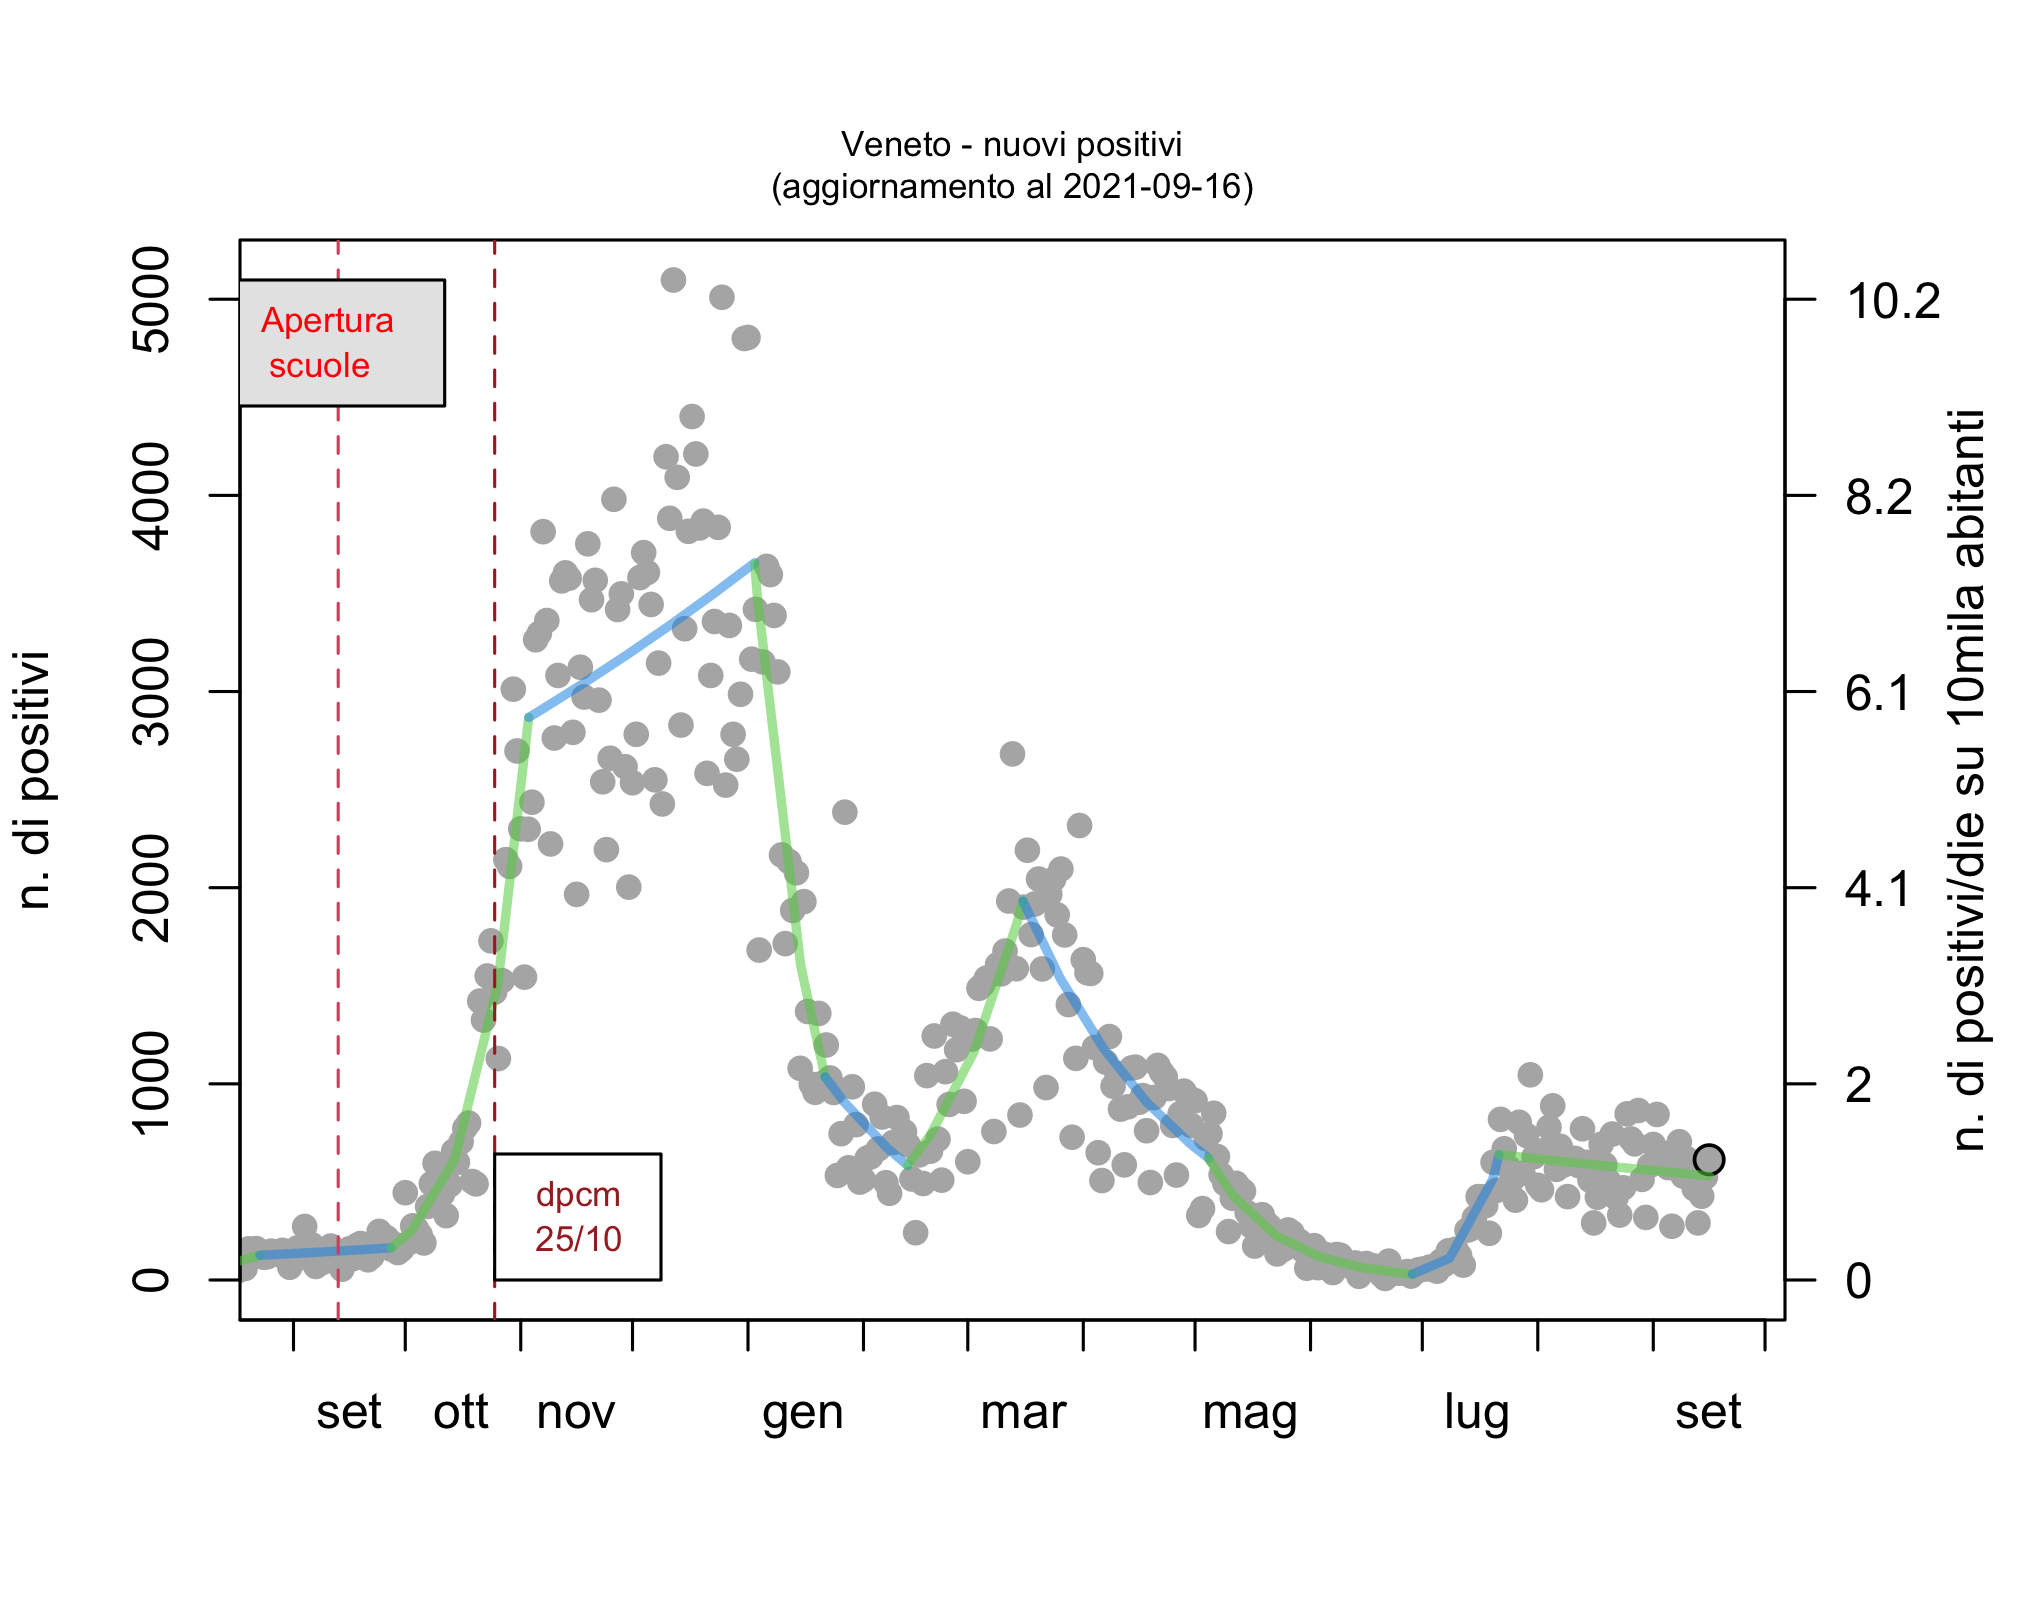 Veneto - nuovi positivi
(aggiornamento al 2021-09-16)
n. di positivi
5000
4000
3000
2000
1000
0
Apertura
scuole
dpcm
25/10
10.2
8.2
6.1
4.1
2
0
n. di positivi/die su 10mila abitanti
set ott nov gen mar mag lug set